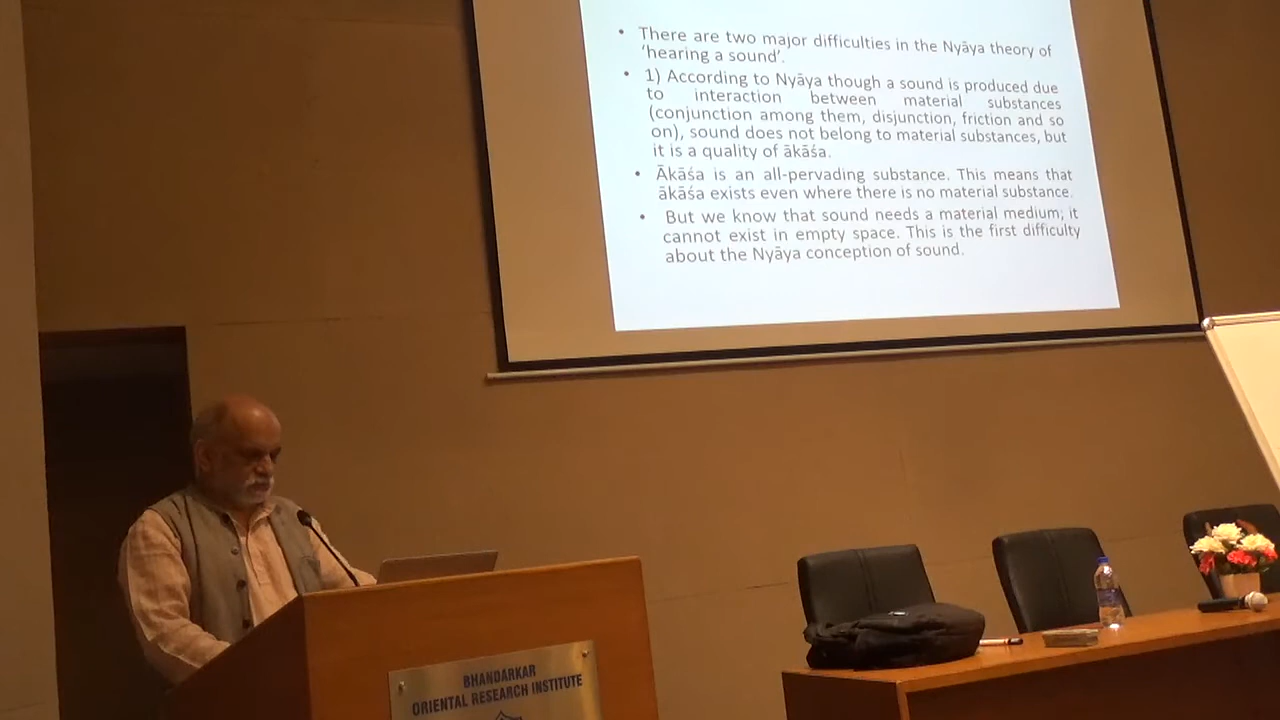 • There are two major difficulties in the Nyāya theory of
'hearing a sound'.
• 1) According to Nyāya though a sound is produced due
to interaction between material substances
(conjunction among them, disjunction, friction and so
on), sound does not belong to material substances, but
it is a quality of ākāśa.
• Ākāśa is an all-pervading substance. This means that
ākāśa exists even where there is no material substance.
• But we know that sound needs a material medium; it
cannot exist in empty space. This is the first difficulty
about the Nyāya conception of sound.
BHANDARKAR
ORIENTAL RESEARCH INSTITUTE